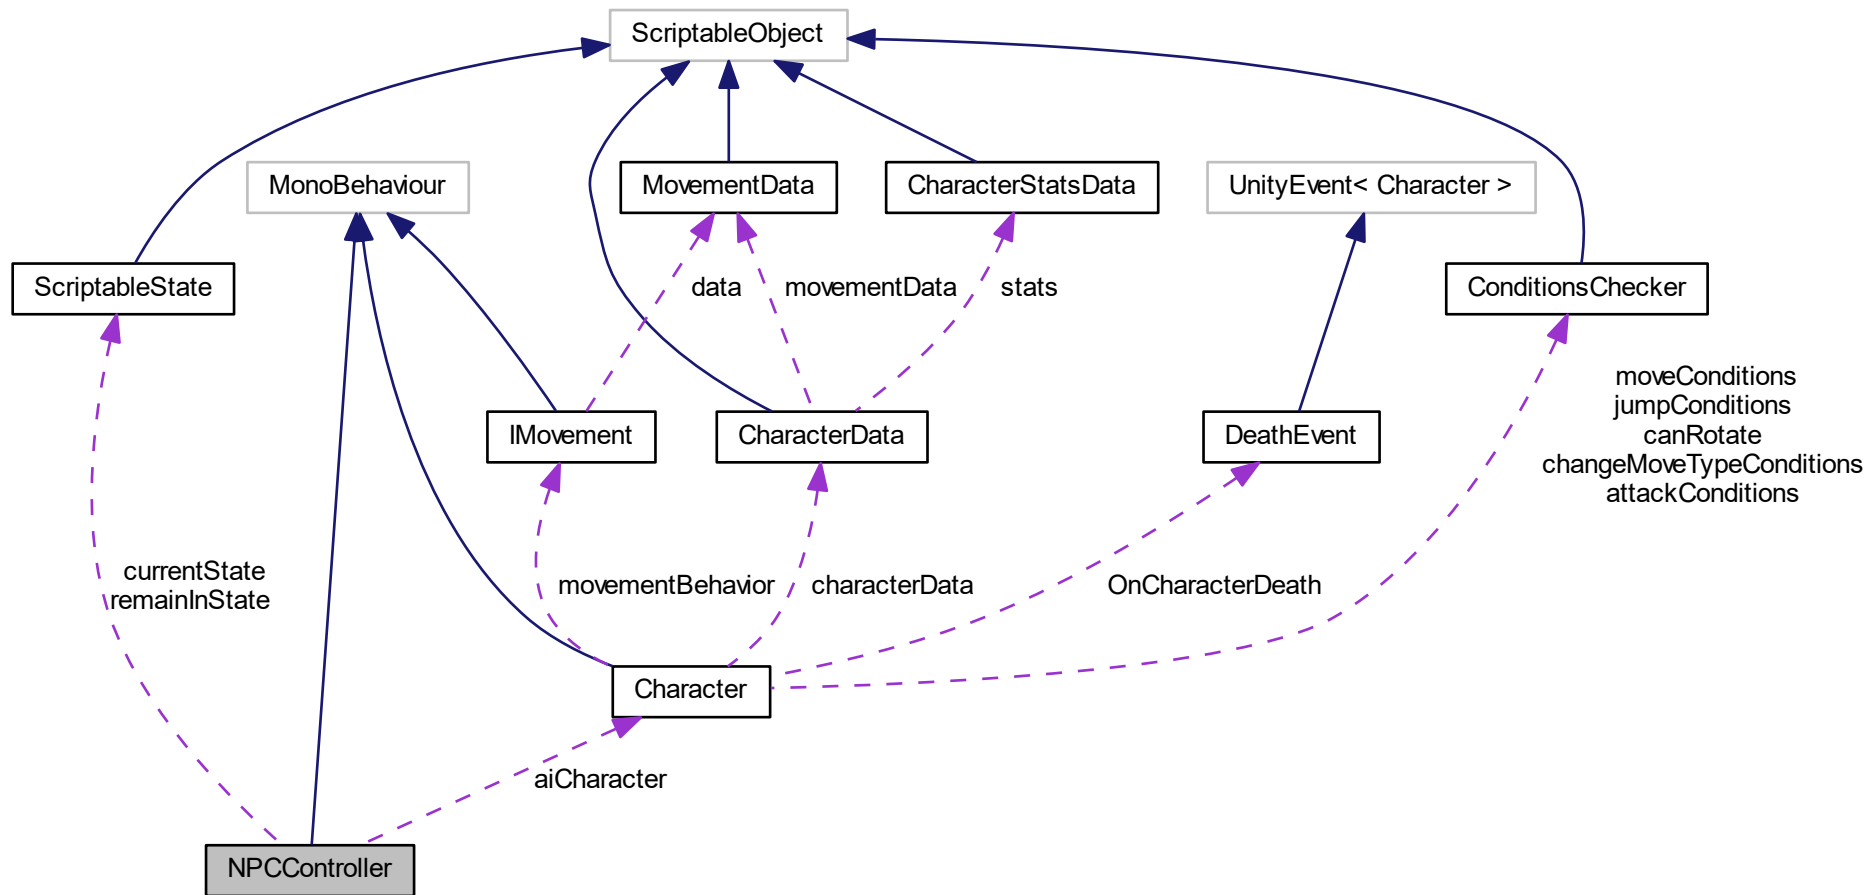 ScriptableObject
MonoBehaviour
MovementData
CharacterStatsData
UnityEvent< Character >
ScriptableState
data
movementData
stats
ConditionsChecker
moveConditions
jumpConditions
canRotate
changeMoveTypeConditions
attackConditions
IMovement
CharacterData
DeathEvent
currentState
remainInState
movementBehavior
characterData
OnCharacterDeath
Character
aiCharacter
NPCController